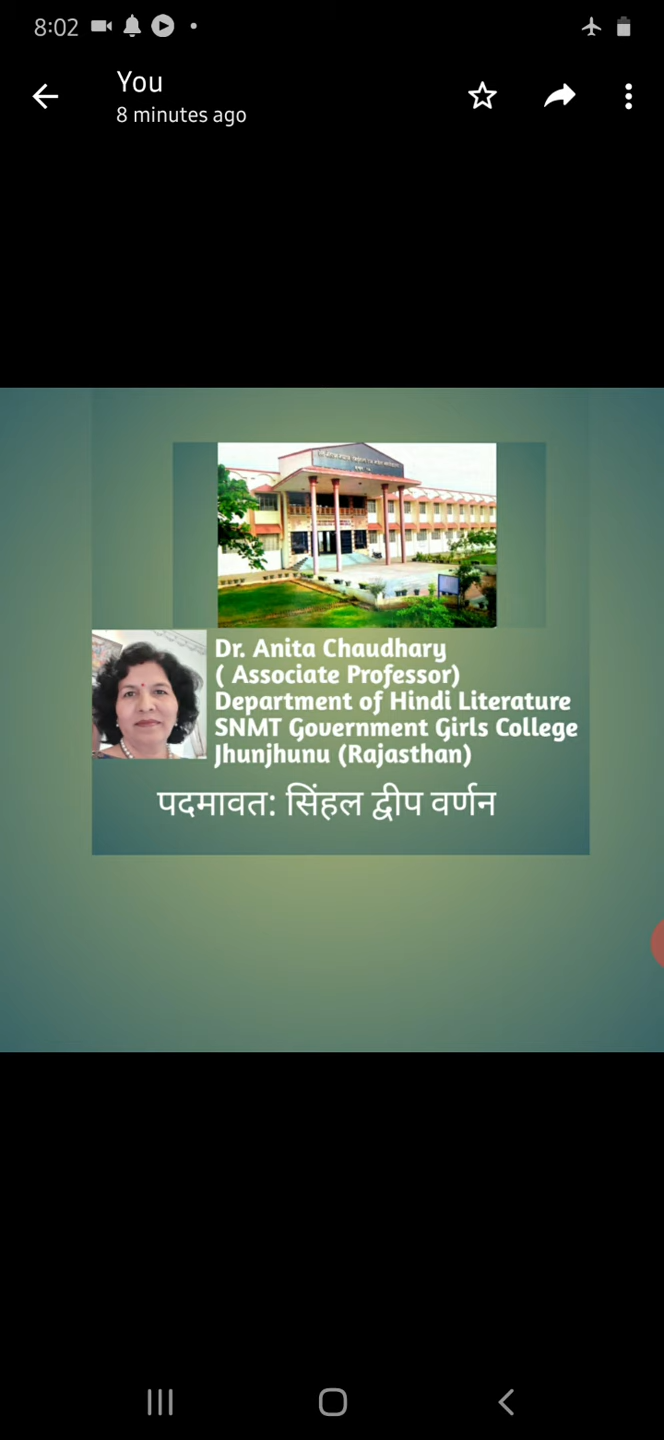 8:02
You
8 minutes ago
Dr. Anita Chaudhary
( Associate Professor)
Department of Hindi Literature
SNMT Government Girls College
Jhunjhunu (Rajasthan)
पदमावत: सिंहल द्वीप वर्णन